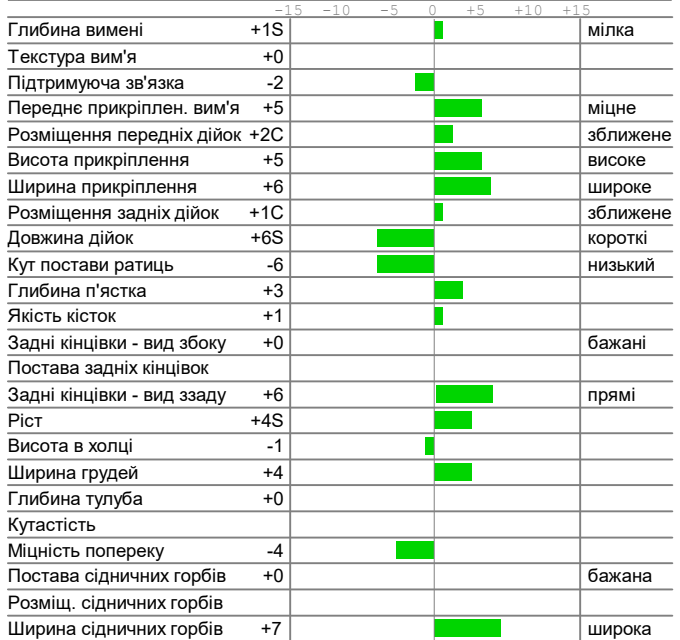 -15 -10 -5 0 +5 +10 +15
Глибина вимені +1S мілка
Текстура вим'я +0
Підтримуюча зв'язка -2
Переднє прикріплен. вим'я +5 міцне
Розміщення передніх дійок +2C зближене
Висота прикріплення +5 високе
Ширина прикріплення +6 широке
Розміщення задніх дійок +1C зближене
Довжина дійок +6S короткі
Кут постави ратиць -6 низький
Глибина п'ястка +3
Якість кісток +1
Задні кінцівки - вид збоку +0 бажані
Постава задніх кінцівок
Задні кінцівки - вид ззаду +6 прямі
Ріст +4S
Висота в холці -1
Ширина грудей +4
Глибина тулуба +0
Кутастість
Міцність попереку -4
Постава сідничних горбів +0 бажана
Розміщ. сідничних горбів
Ширина сідничних горбів +7 широка